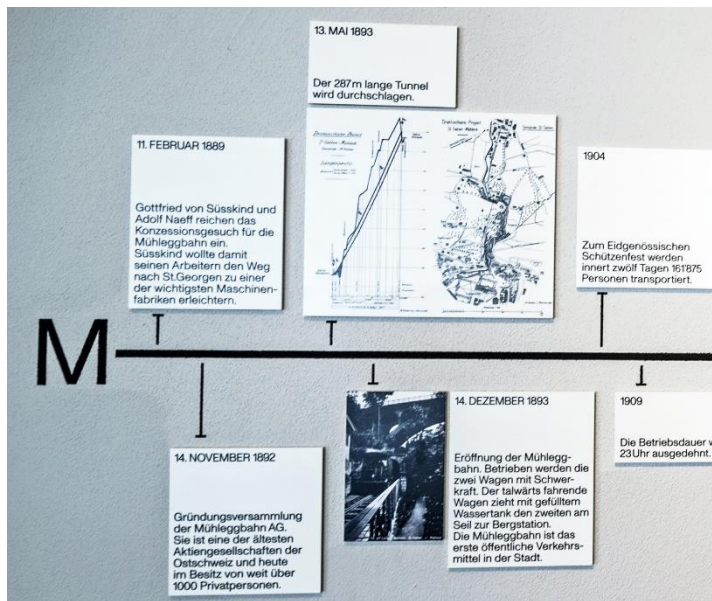 13. MAI 1893
Der 287 m lange Tunnel
wird durchschlagen.
11. FEBRUAR 1889
Gottfried von Süsskind und
Adolf Naeff reichen das
Konzessionsgesuch für die
Mühleggbahn ein.
Süsskind wollte damit
seinen Arbeitern den Weg
nach St.Georgen zu einer
der wichtigsten Maschinen-
fabriken erleichtern.
1904
Zum Eidgenössischen
Schützenfest werden
innert zwölf Tagen 161'875
Personen transportiert.
M
14. NOVEMBER 1892
Gründungsversammlung
der Mühleggbahn AG.
Sie ist eine der ältesten
Aktiengesellschaften der
Ostschweiz und heute
im Besitz von weit über
1000 Privatpersonen.
14. DEZEMBER 1893
Eröffnung der Mühlegg-
bahn. Betrieben werden die
zwei Wagen mit Schwer-
kraft. Der talwärts fahrende
Wagen zieht mit gefülltem
Wassertank den zweiten am
Seil zur Bergstation.
Die Mühleggbahn ist das
erste öffentliche Verkehrs-
mittel in der Stadt.
1909
Die Betriebsdauer
23 Uhr ausgedehnt.